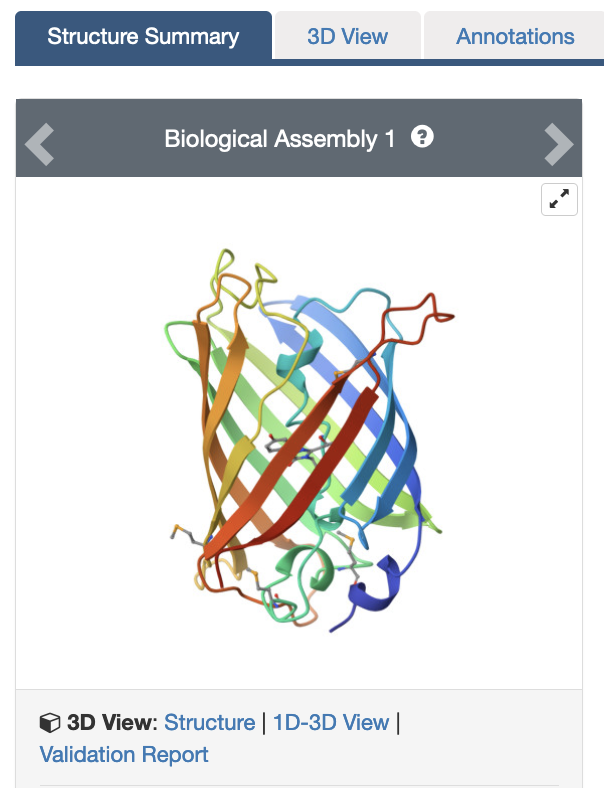 Structure Summary 3D View Annotations
Biological Assembly 1 ?
3D View: Structure | 1D-3D View |
Validation Report